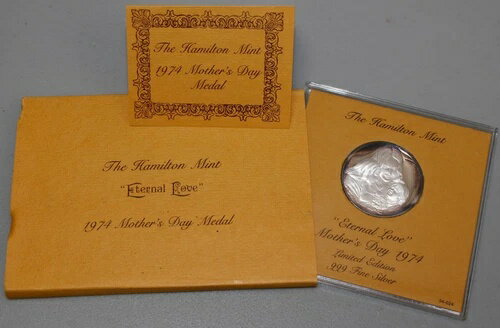 The Hamilton Mint
1974 Mother's Day
Medal
The Hamilton Mint
"Eternal Love"
1974 Mother's Day Medal
The Hamilton Mint
"Eternal Love"
Mother's Day 1974
Limited Edition
.999 Fine Silver